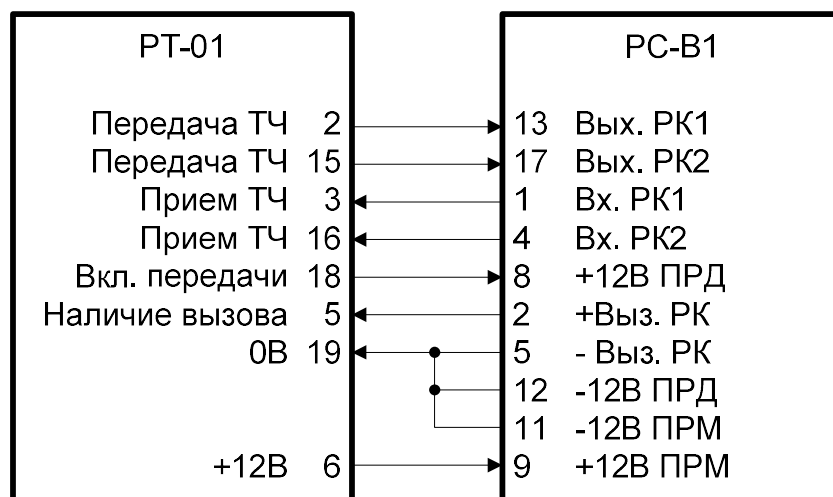 РТ-01 РС-В1
Передача ТЧ 2 13 Вых. РК1
Передача ТЧ 15 17 Вых. РК2
Прием ТЧ 3 1 Вх. РК1
Прием ТЧ 16 4 Вх. РК2
Вкл. передачи 18 8 +12В ПРД
Наличие вызова 5 2 +Выз. РК
0В 19 5 - Выз. РК
12 -12В ПРД
11 -12В ПРМ
+12В 6 9 +12В ПРМ